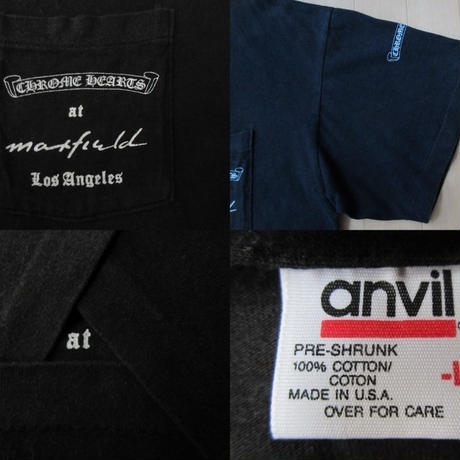 CHROME HEARTS
at
maxfield
Los Angeles
CHROME
at
anvil
PRE-SHRUNK
100% COTTON/
COTON
MADE IN U.S.A.
OVER FOR CARE